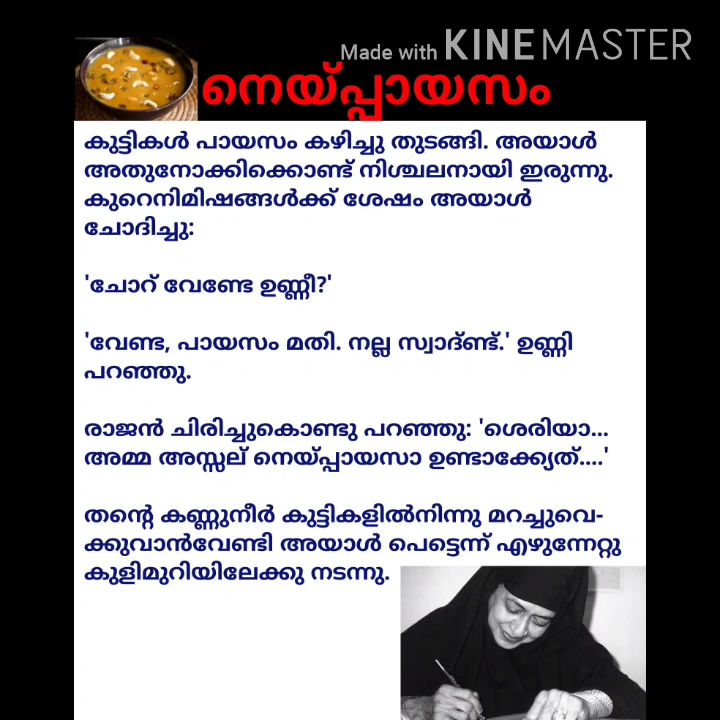 Made with KINEMASTER
നെയ്പ്പായസം
കുട്ടികൾ പായസം കഴിച്ചു തുടങ്ങി. അയാൾ
അതുനോക്കിക്കൊണ്ട് നിശ്ചലനായി ഇരുന്നു.
കുറെനിമിഷങ്ങൾക്ക് ശേഷം അയാൾ
ചോദിച്ചു:
'ചോറ് വേണ്ടേ ഉണ്ണീ?'
'വേണ്ട, പായസം മതി. നല്ല സ്വാദ്ണ്ട്.' ഉണ്ണി
പറഞ്ഞു.
രാജൻ ചിരിച്ചുകൊണ്ടു പറഞ്ഞു: 'ശെരിയാ...
അമ്മ അസ്സല് നെയ്പ്പായസാ ഉണ്ടാക്ക്യേത്....'
തന്റെ കണ്ണുനീർ കുട്ടികളിൽനിന്നു മറച്ചുവെ-
ക്കുവാൻവേണ്ടി അയാൾ പെട്ടെന്ന് എഴുന്നേറ്റു
കുളിമുറിയിലേക്കു നടന്നു.